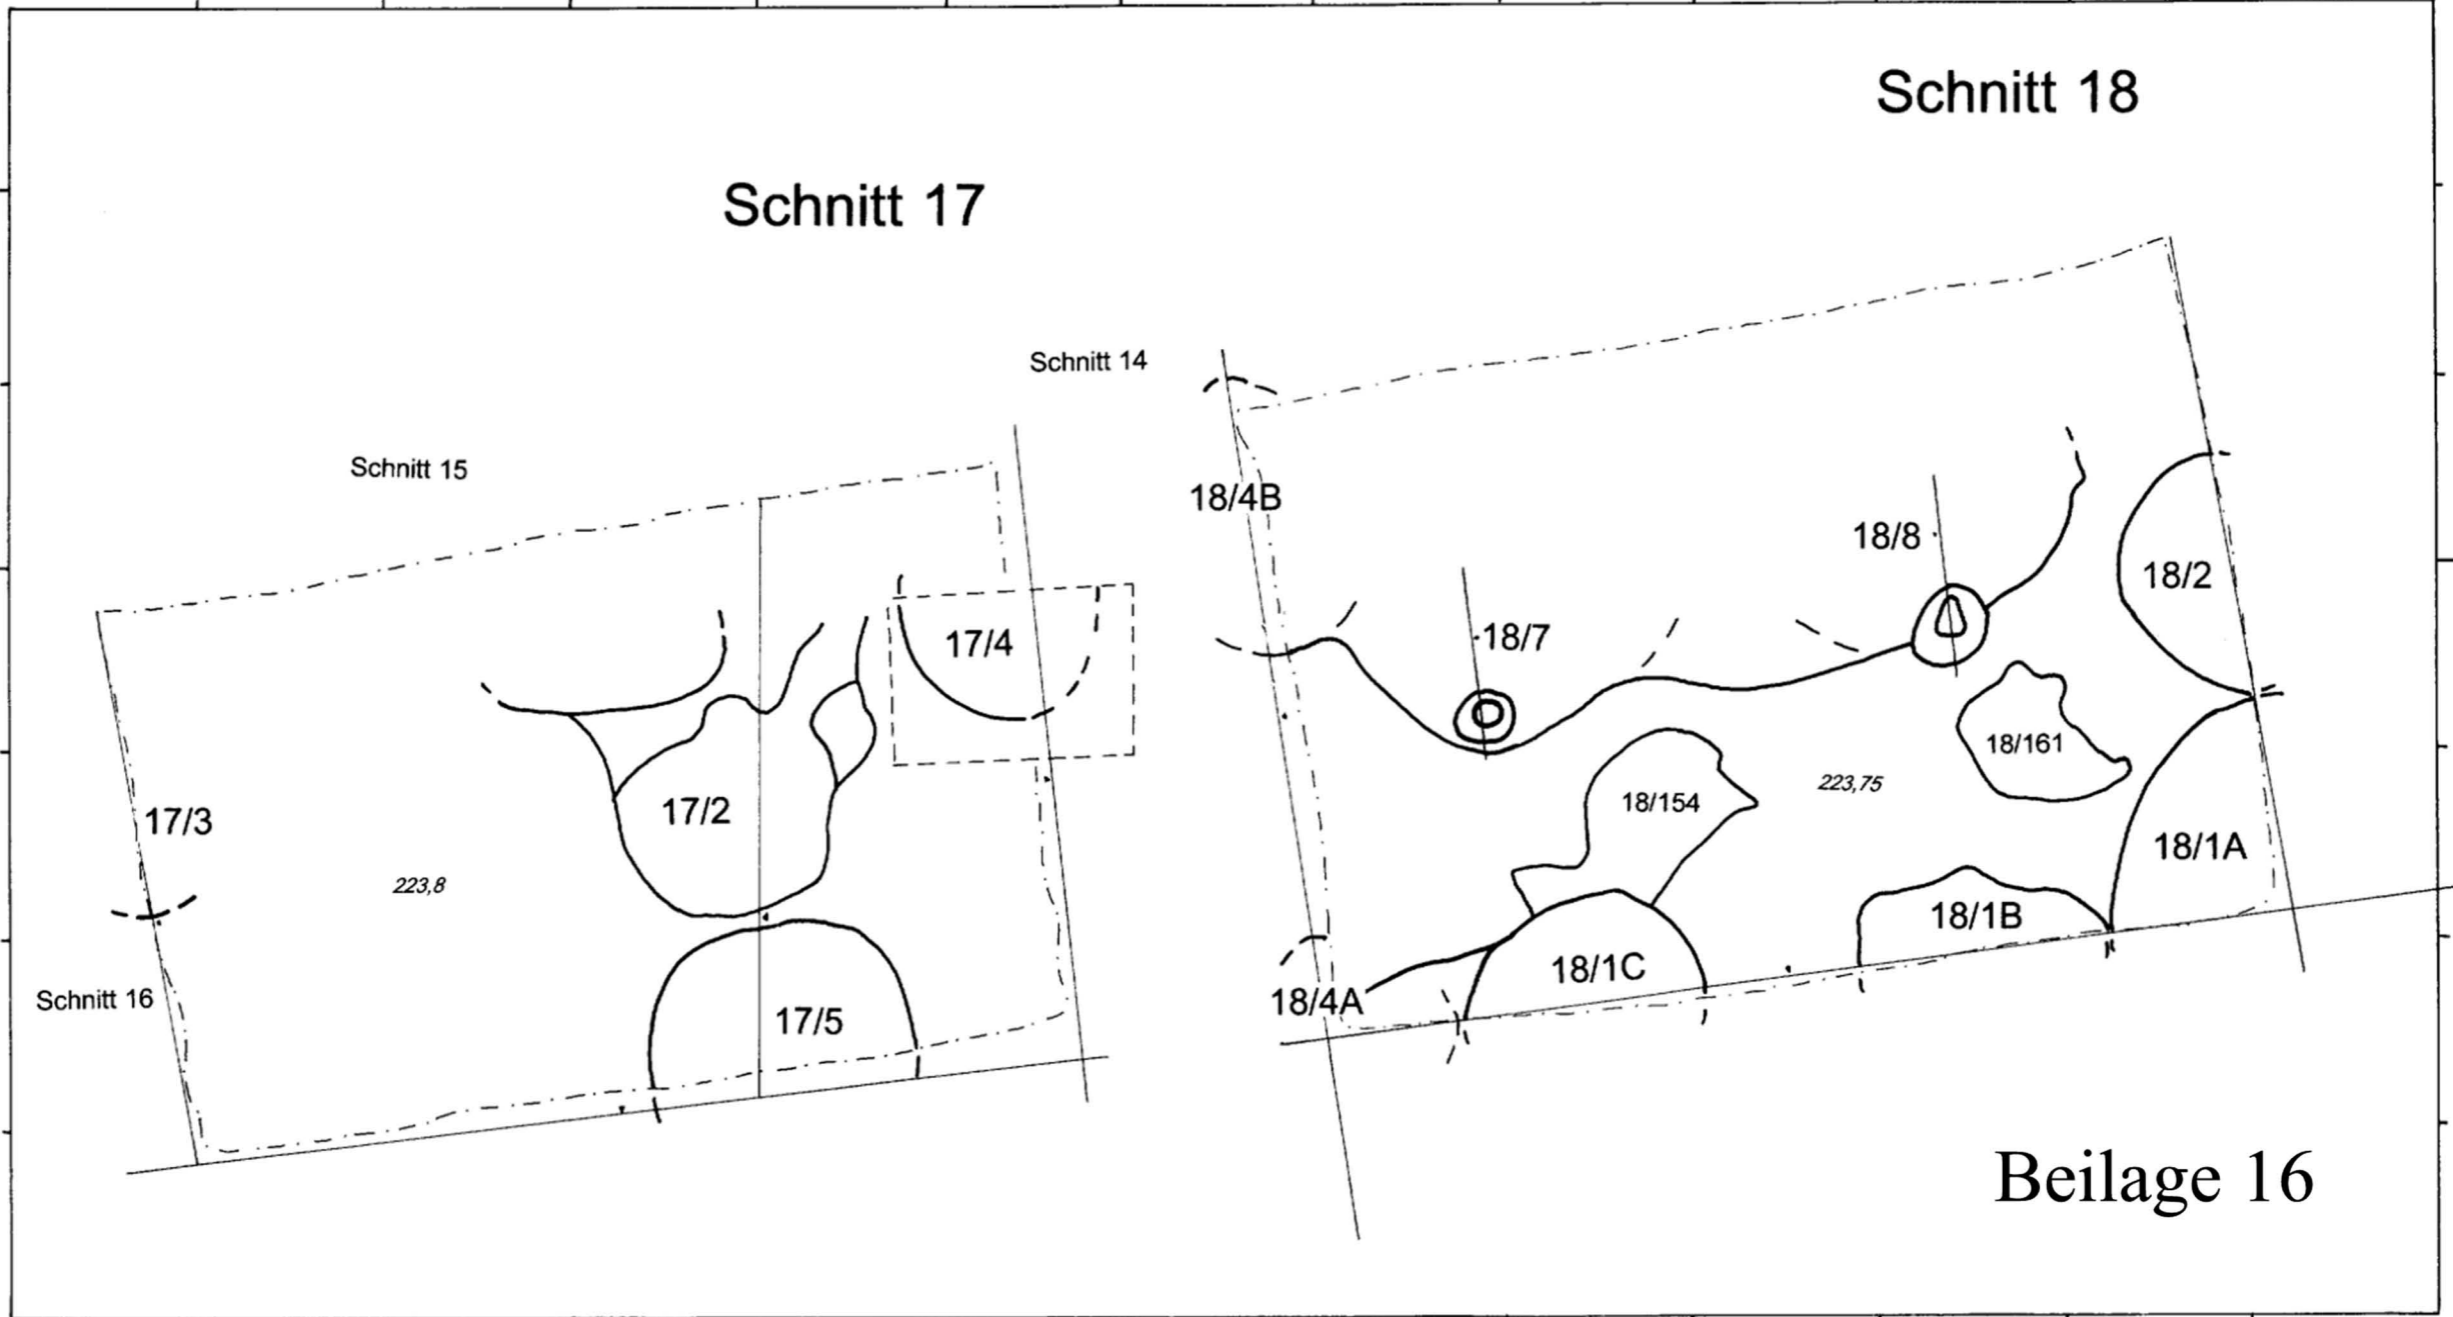 Schnitt 18
Schnitt 17
Schnitt 14
Schnitt 15
18/4B
18/8
18/2
17/4
18/7
18/161
223,75
18/154
17/2
17/3
18/1A
223,8
18/1B
18/1C
Schnitt 16
18/4A
17/5
Beilage 16